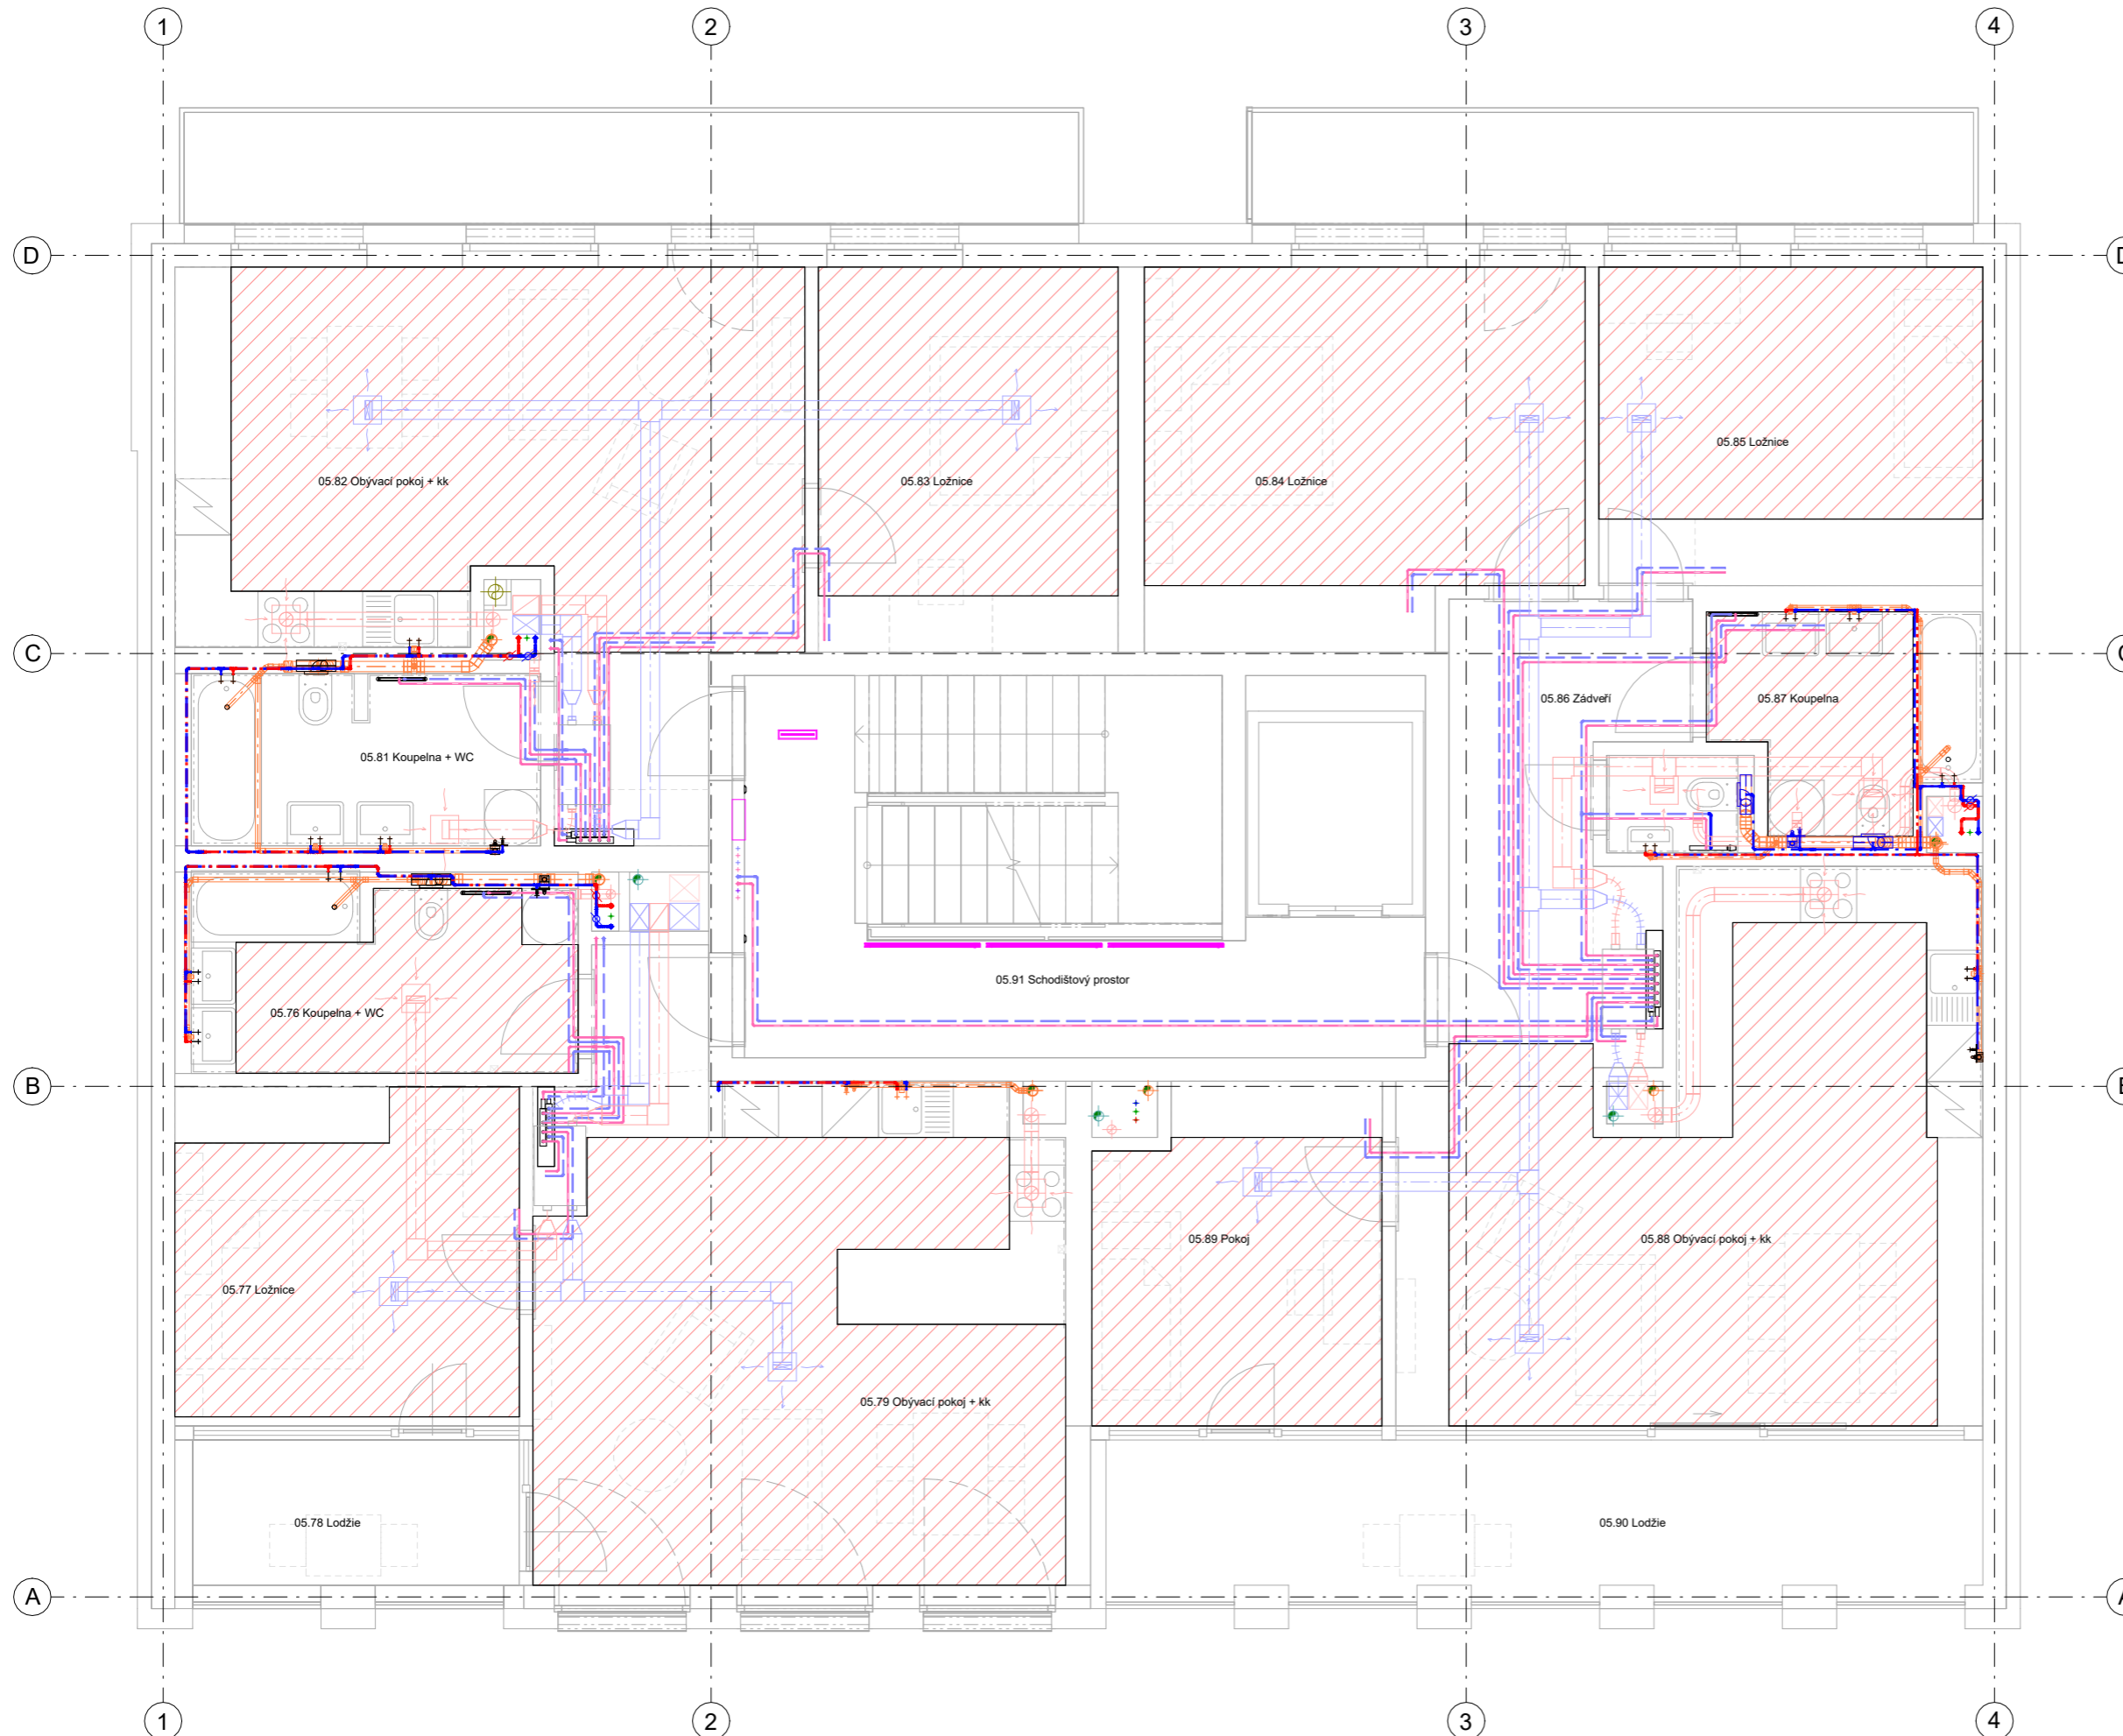 1 2 3 4
D D
05.85 Ložnice
05.82 Obývací pokoj + kk 05.83 Ložnice 05.84 Ložnice
C C
05.86 Zádveří 05.87 Koupelna
05.81 Koupelna + WC
05.91 Schodištový prostor
05.76 Koupelna + WC
B B
05.89 Pokoj 05.88 Obývací pokoj + kk
05.77 Ložnice
05.79 Obývací pokoj + kk
05.78 Lodžie 05.90 Lodžie
A A
1 2 3 4